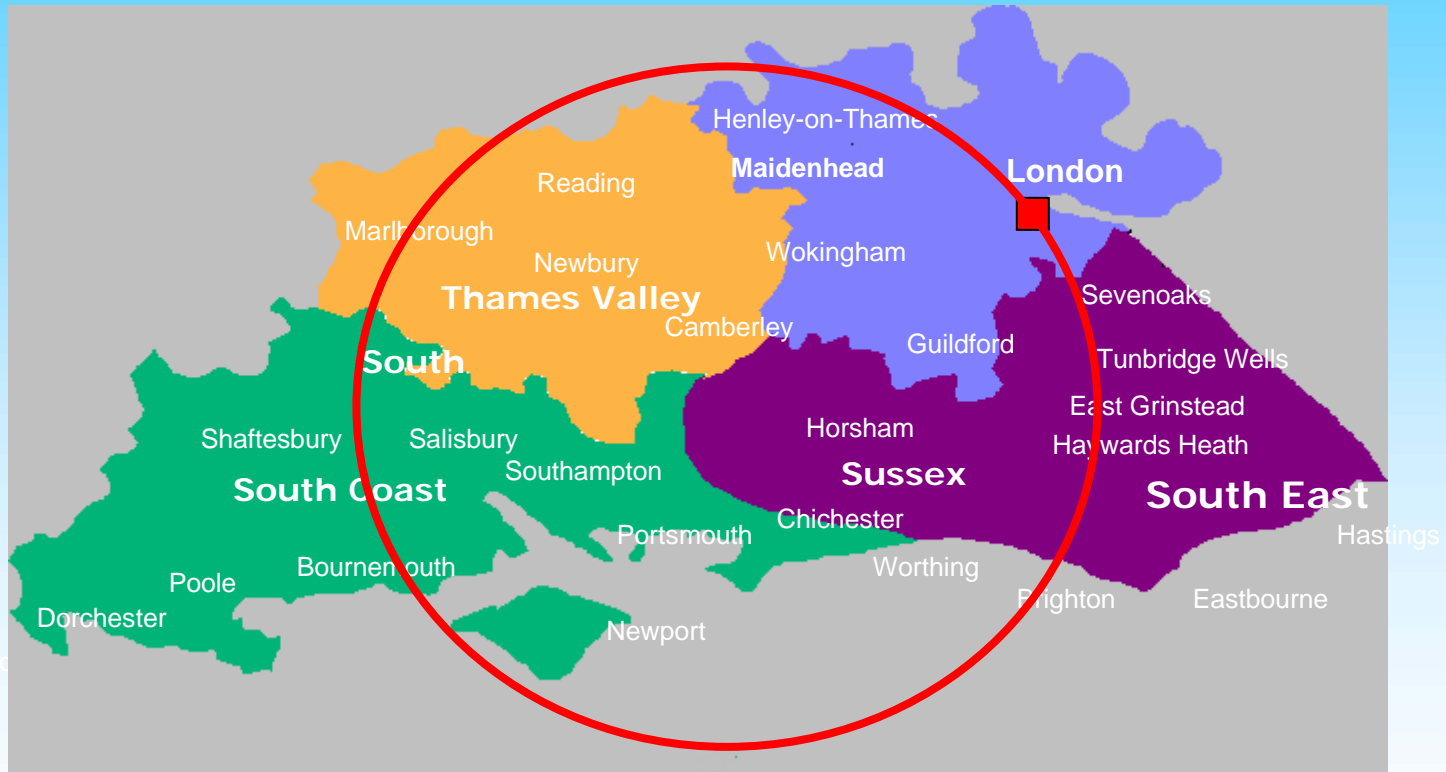 Henley-on-Thames
Maidenhead
London
Reading
Marlborough
Wokingham
Newbury
Thames Valley
Sevenoaks
Camberley
Guildford
South
Tunbridge Wells
East Grinstead
Horsham
Shaftesbury
Salisbury
Haywards Heath
Southampton
Sussex
South Coast
South East
Chichester
Portsmouth
Hastings
Bournemouth
Worthing
Poole
Brighton
Eastbourne
Dorchester
Newport